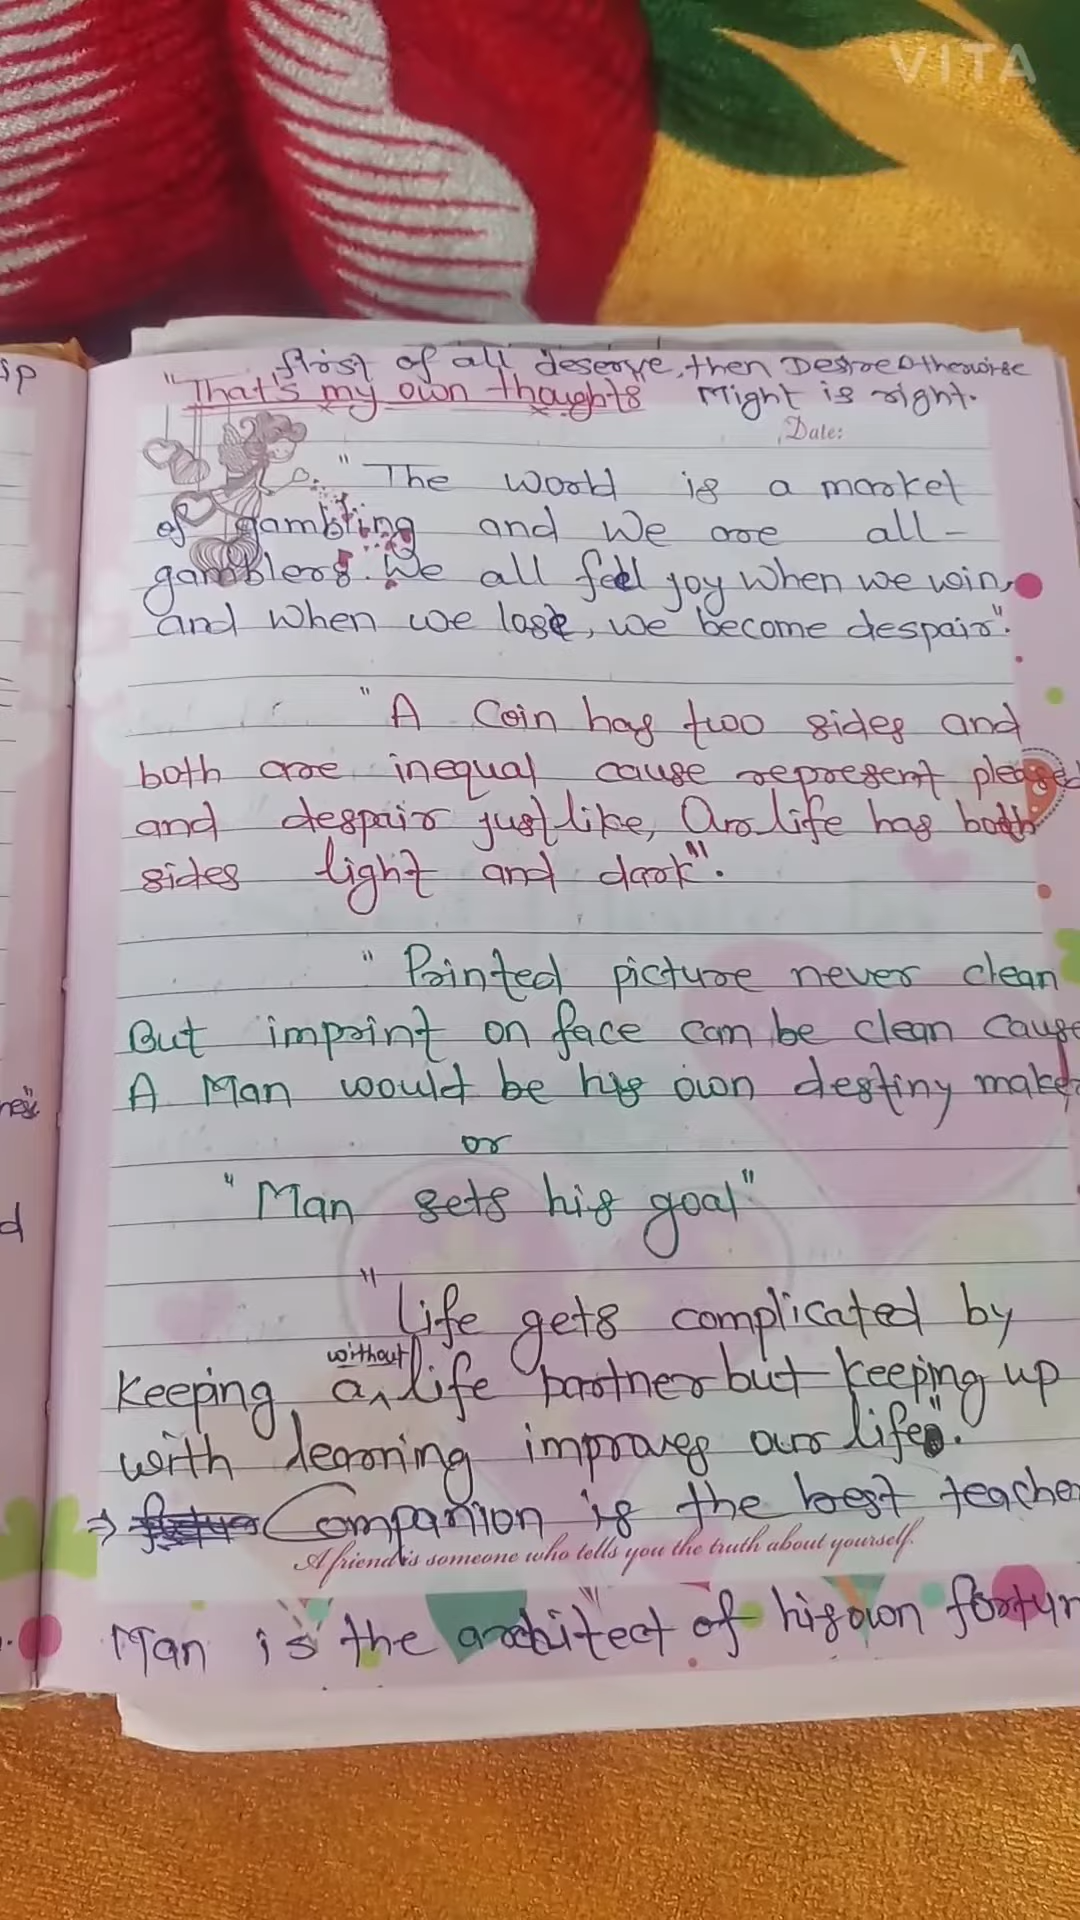 VITA
ip
first of all deserve, then Desire Otherwise
"That's my own thoughts Might is right.
Date:
"The world is a market
of gambling and we are all-
gamblers. We all feel joy when we win,
and when we lose, we become despair".
"A Coin has two sides and
both are inequal cause represent pleased
and despair just like, Our life has both
sides light and dark".
"Printed picture never clean
But imprint on face can be clean cause
A Man would be his own destiny make
or
"Man sets his goal"
"Life gets complicated by
Keeping a without life partner but keeping up
with learning improves our life".
⇒ Companion is the best teache
A friend is someone who tells you the truth about yourself.
Man is the architect of his own fortun
d